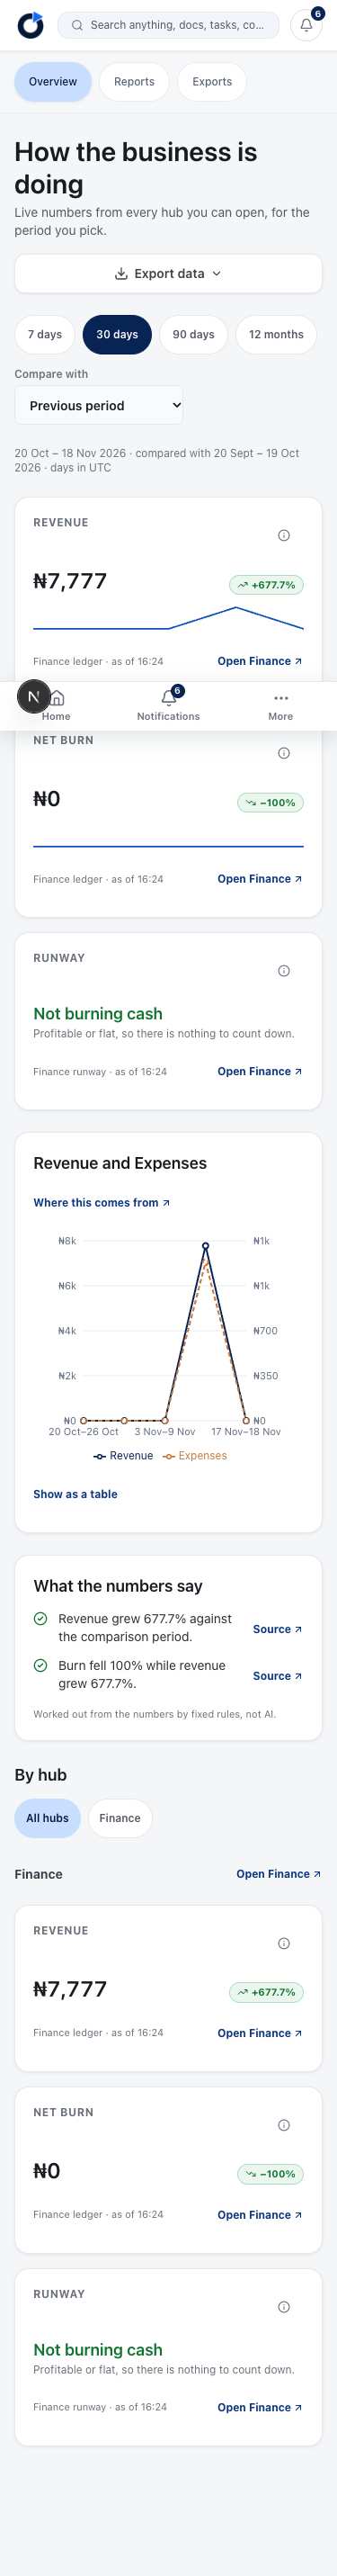 Search anything, docs, tasks, co...
6
Overview
Reports
Exports
How the business is
doing
Live numbers from every hub you can open, for the
period you pick.
Export data
7 days
30 days
90 days
12 months
Compare with
Previous period
20 Oct – 18 Nov 2026 · compared with 20 Sept – 19 Oct
2026 · days in UTC
REVENUE
₦7,777
+677.7%
Finance ledger · as of 16:24
Open Finance
N
6
Home
Notifications
More
NET BURN
₦0
−100%
Finance ledger · as of 16:24
Open Finance
RUNWAY
Not burning cash
Profitable or flat, so there is nothing to count down.
Finance runway · as of 16:24
Open Finance
Revenue and Expenses
Where this comes from
₦8k
₦1k
₦6k
₦1k
₦4k
₦700
₦2k
₦350
₦0
₦0
20 Oct–26 Oct
3 Nov–9 Nov
17 Nov–18 Nov
Revenue
Expenses
Show as a table
What the numbers say
Revenue grew 677.7% against
the comparison period.
Source
Burn fell 100% while revenue
grew 677.7%.
Source
Worked out from the numbers by fixed rules, not AI.
By hub
All hubs
Finance
Finance
Open Finance
REVENUE
₦7,777
+677.7%
Finance ledger · as of 16:24
Open Finance
NET BURN
₦0
−100%
Finance ledger · as of 16:24
Open Finance
RUNWAY
Not burning cash
Profitable or flat, so there is nothing to count down.
Finance runway · as of 16:24
Open Finance